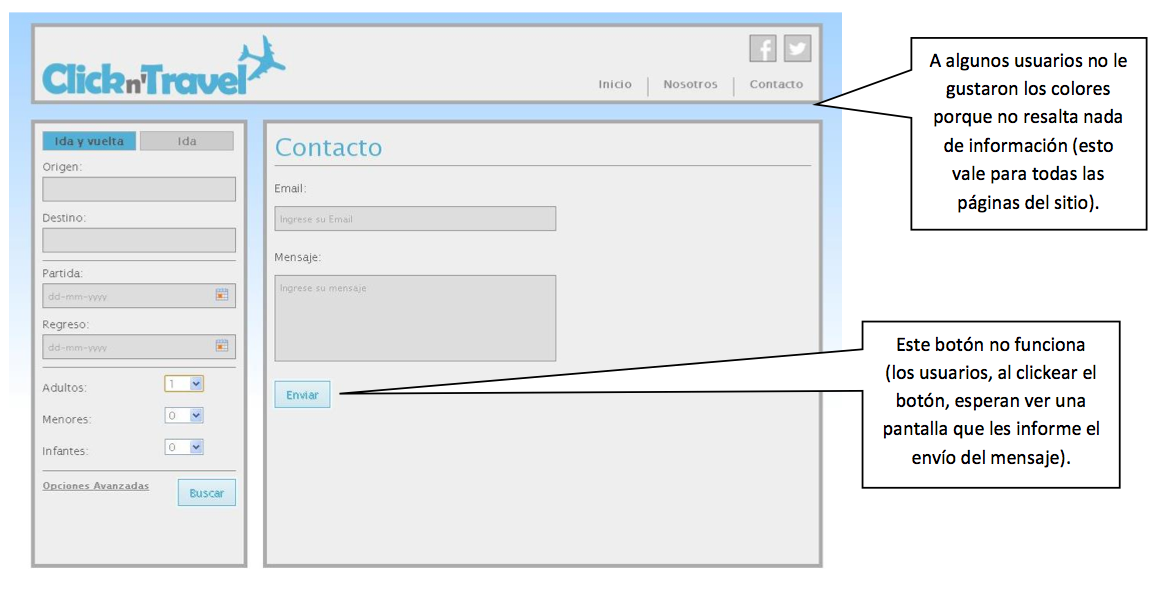 Clickn'Travel
Inicio | Nosotros | Contacto
A algunos usuarios no le
gustaron los colores
porque no resalta nada
de información (esto
vale para todas las
páginas del sitio).
Ida y vuelta
Ida
Origen:
Destino:
Partida:
dd-mm-yyyy
Regreso:
dd-mm-yyyy
Adultos:
1
Menores:
0
Infantes:
0
Opciones Avanzadas
Buscar
Contacto
Email:
Ingrese su Email
Mensaje:
Ingrese su mensaje
Enviar
Este botón no funciona
(los usuarios, al clickear el
botón, esperan ver una
pantalla que les informe el
envío del mensaje).